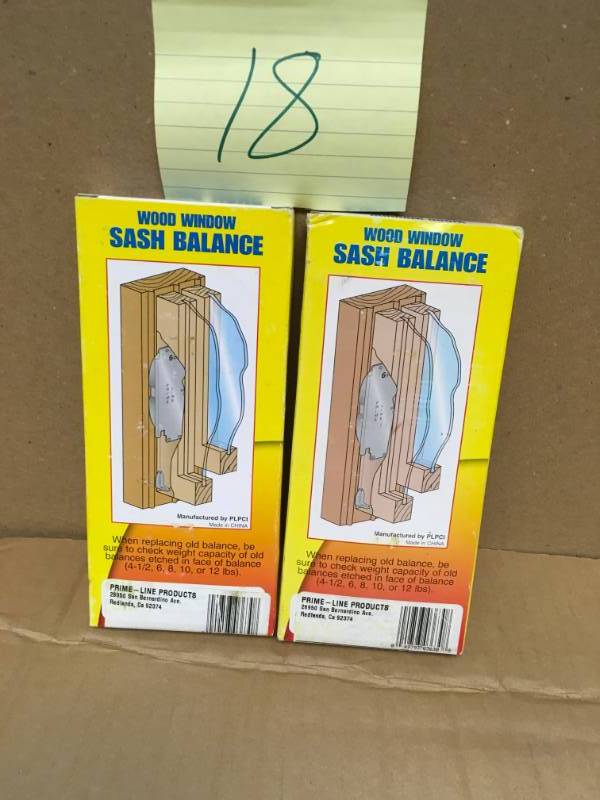 18
WOOD WINDOW
SASH BALANCE
Manufactured by PLPCI
Made in CHINA
When replacing old balance, be
sure to check weight capacity of old
balances etched in face of balance
(4-1/2, 6, 8, 10, or 12 lbs).
PRIME-LINE PRODUCTS
26950 San Bernardino Ave.
Redlands, Ca 92374
WOOD WINDOW
SASH BALANCE
Manufactured by PLPCI
Made in CHINA
When replacing old balance, be
sure to check weight capacity of old
balances etched in face of balance
(4-1/2, 6, 8, 10, or 12 lbs).
PRIME-LINE PRODUCTS
26950 San Bernardino Ave.
Redlands, Ca 92374